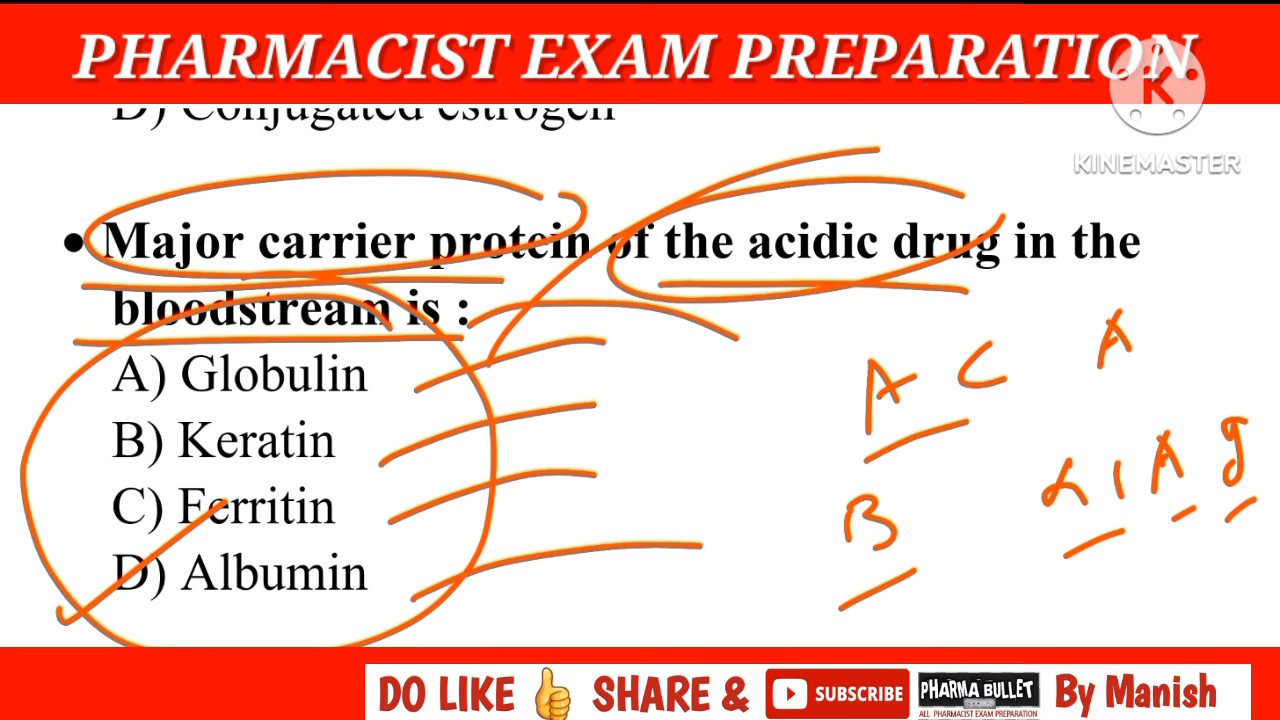 PHARMACIST EXAM PREPARATION
D) Conjugated estrogen
KINEMASTER
• Major carrier protein of the acidic drug in the
bloodstream is :
A) Globulin
B) Keratin
C) Ferritin
D) Albumin
A C A
B
α 1 A g
DO LIKE SHARE & SUBSCRIBE PHARMA BULLET By Manish
ALL PHARMACIST EXAM PREPARATION